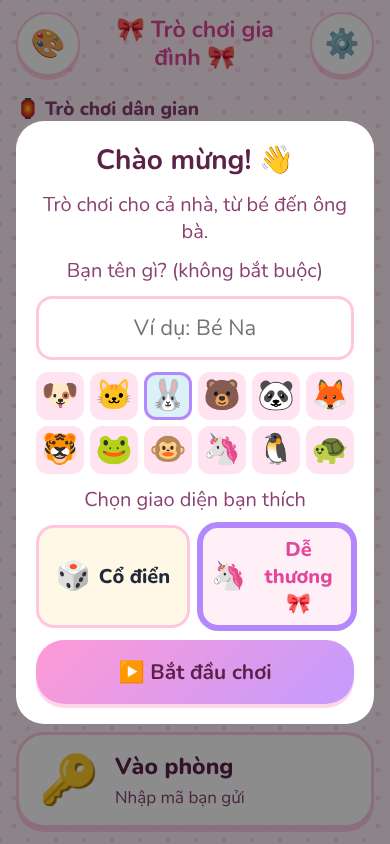 🎀 Trò chơi gia
đình 🎀
🏮 Trò chơi dân gian
Chào mừng! 👋
Trò chơi cho cả nhà, từ bé đến ông
bà.
Bạn tên gì? (không bắt buộc)
Ví dụ: Bé Na
Chọn giao diện bạn thích
Cổ điển
Dễ
thương
🎀
▶️ Bắt đầu chơi
Vào phòng
Nhập mã bạn gửi